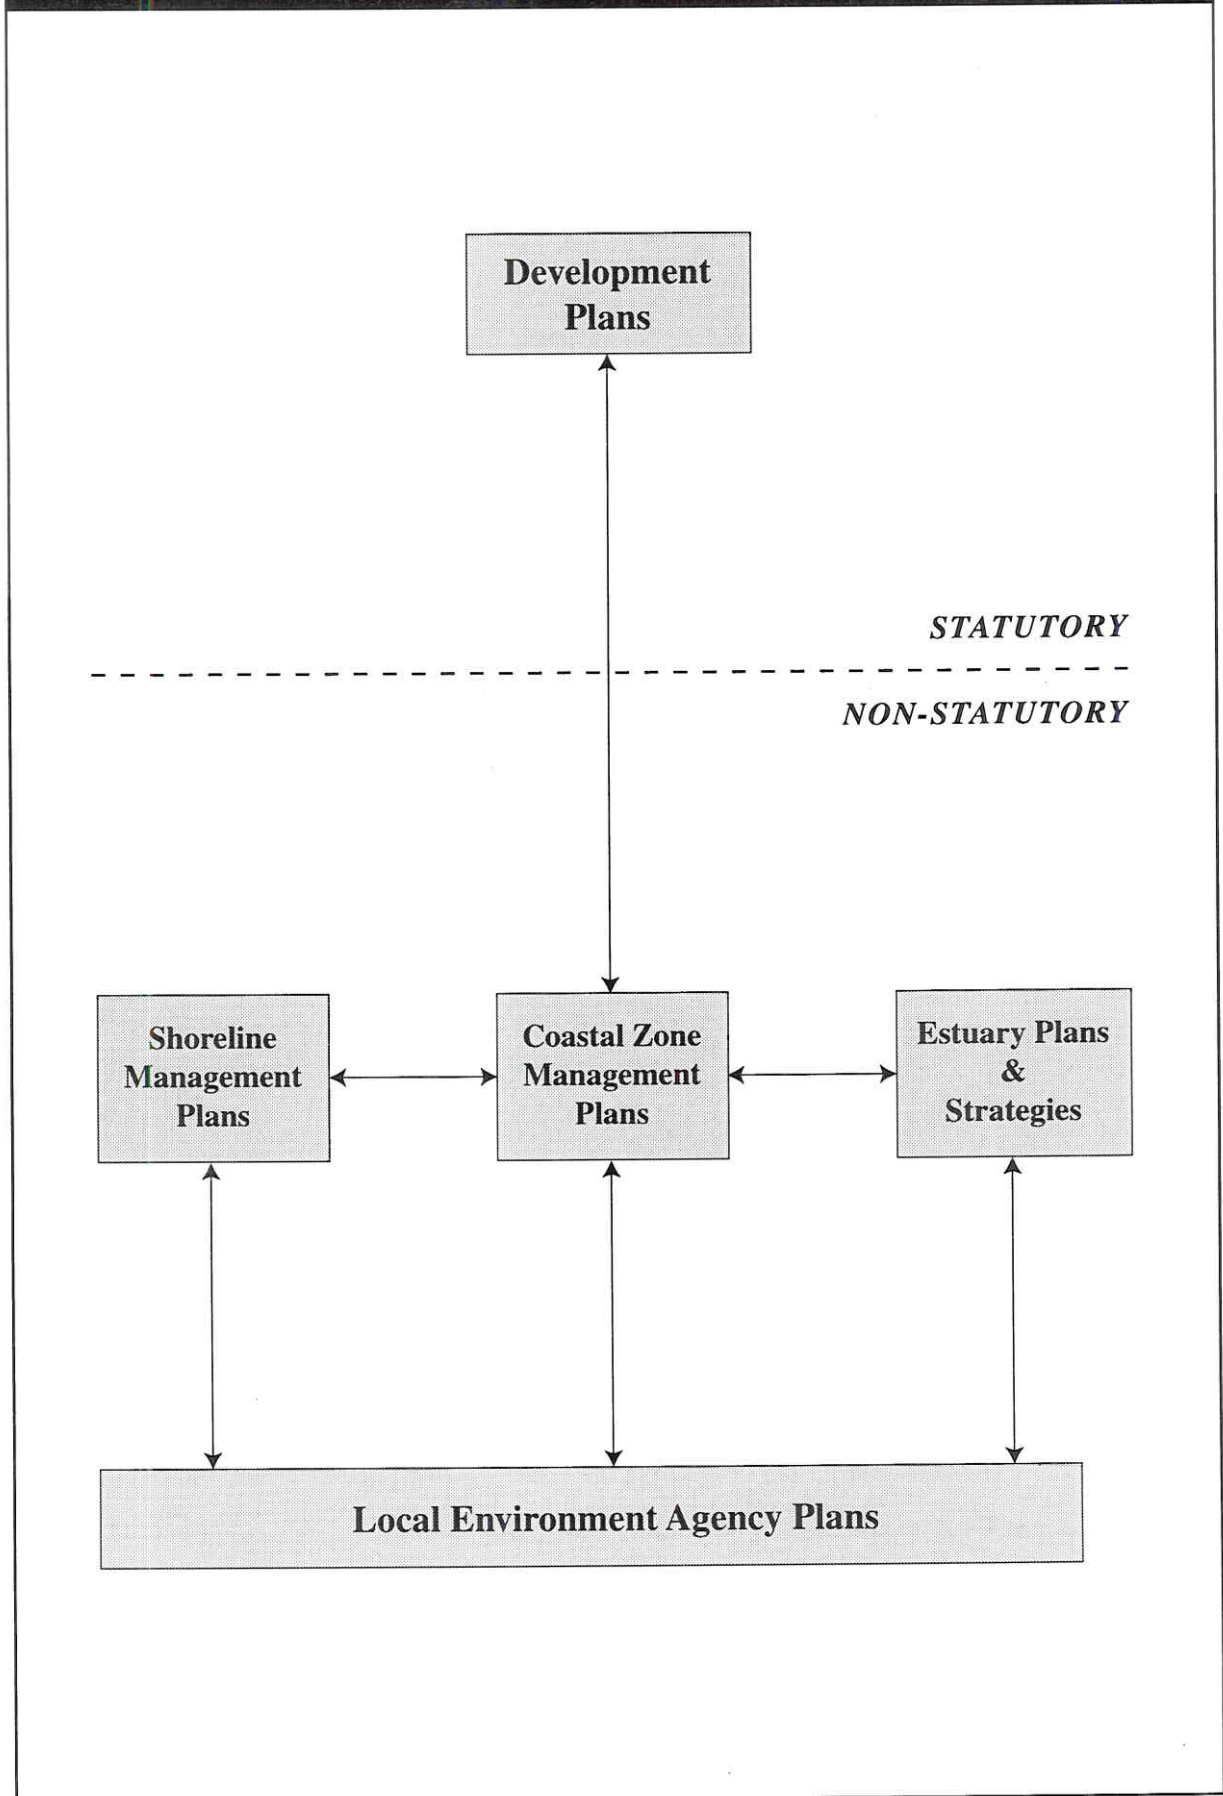 Development
Plans
STATUTORY
NON-STATUTORY
Shoreline
Management
Plans
Coastal Zone
Management
Plans
Estuary Plans
&
Strategies
Local Environment Agency Plans